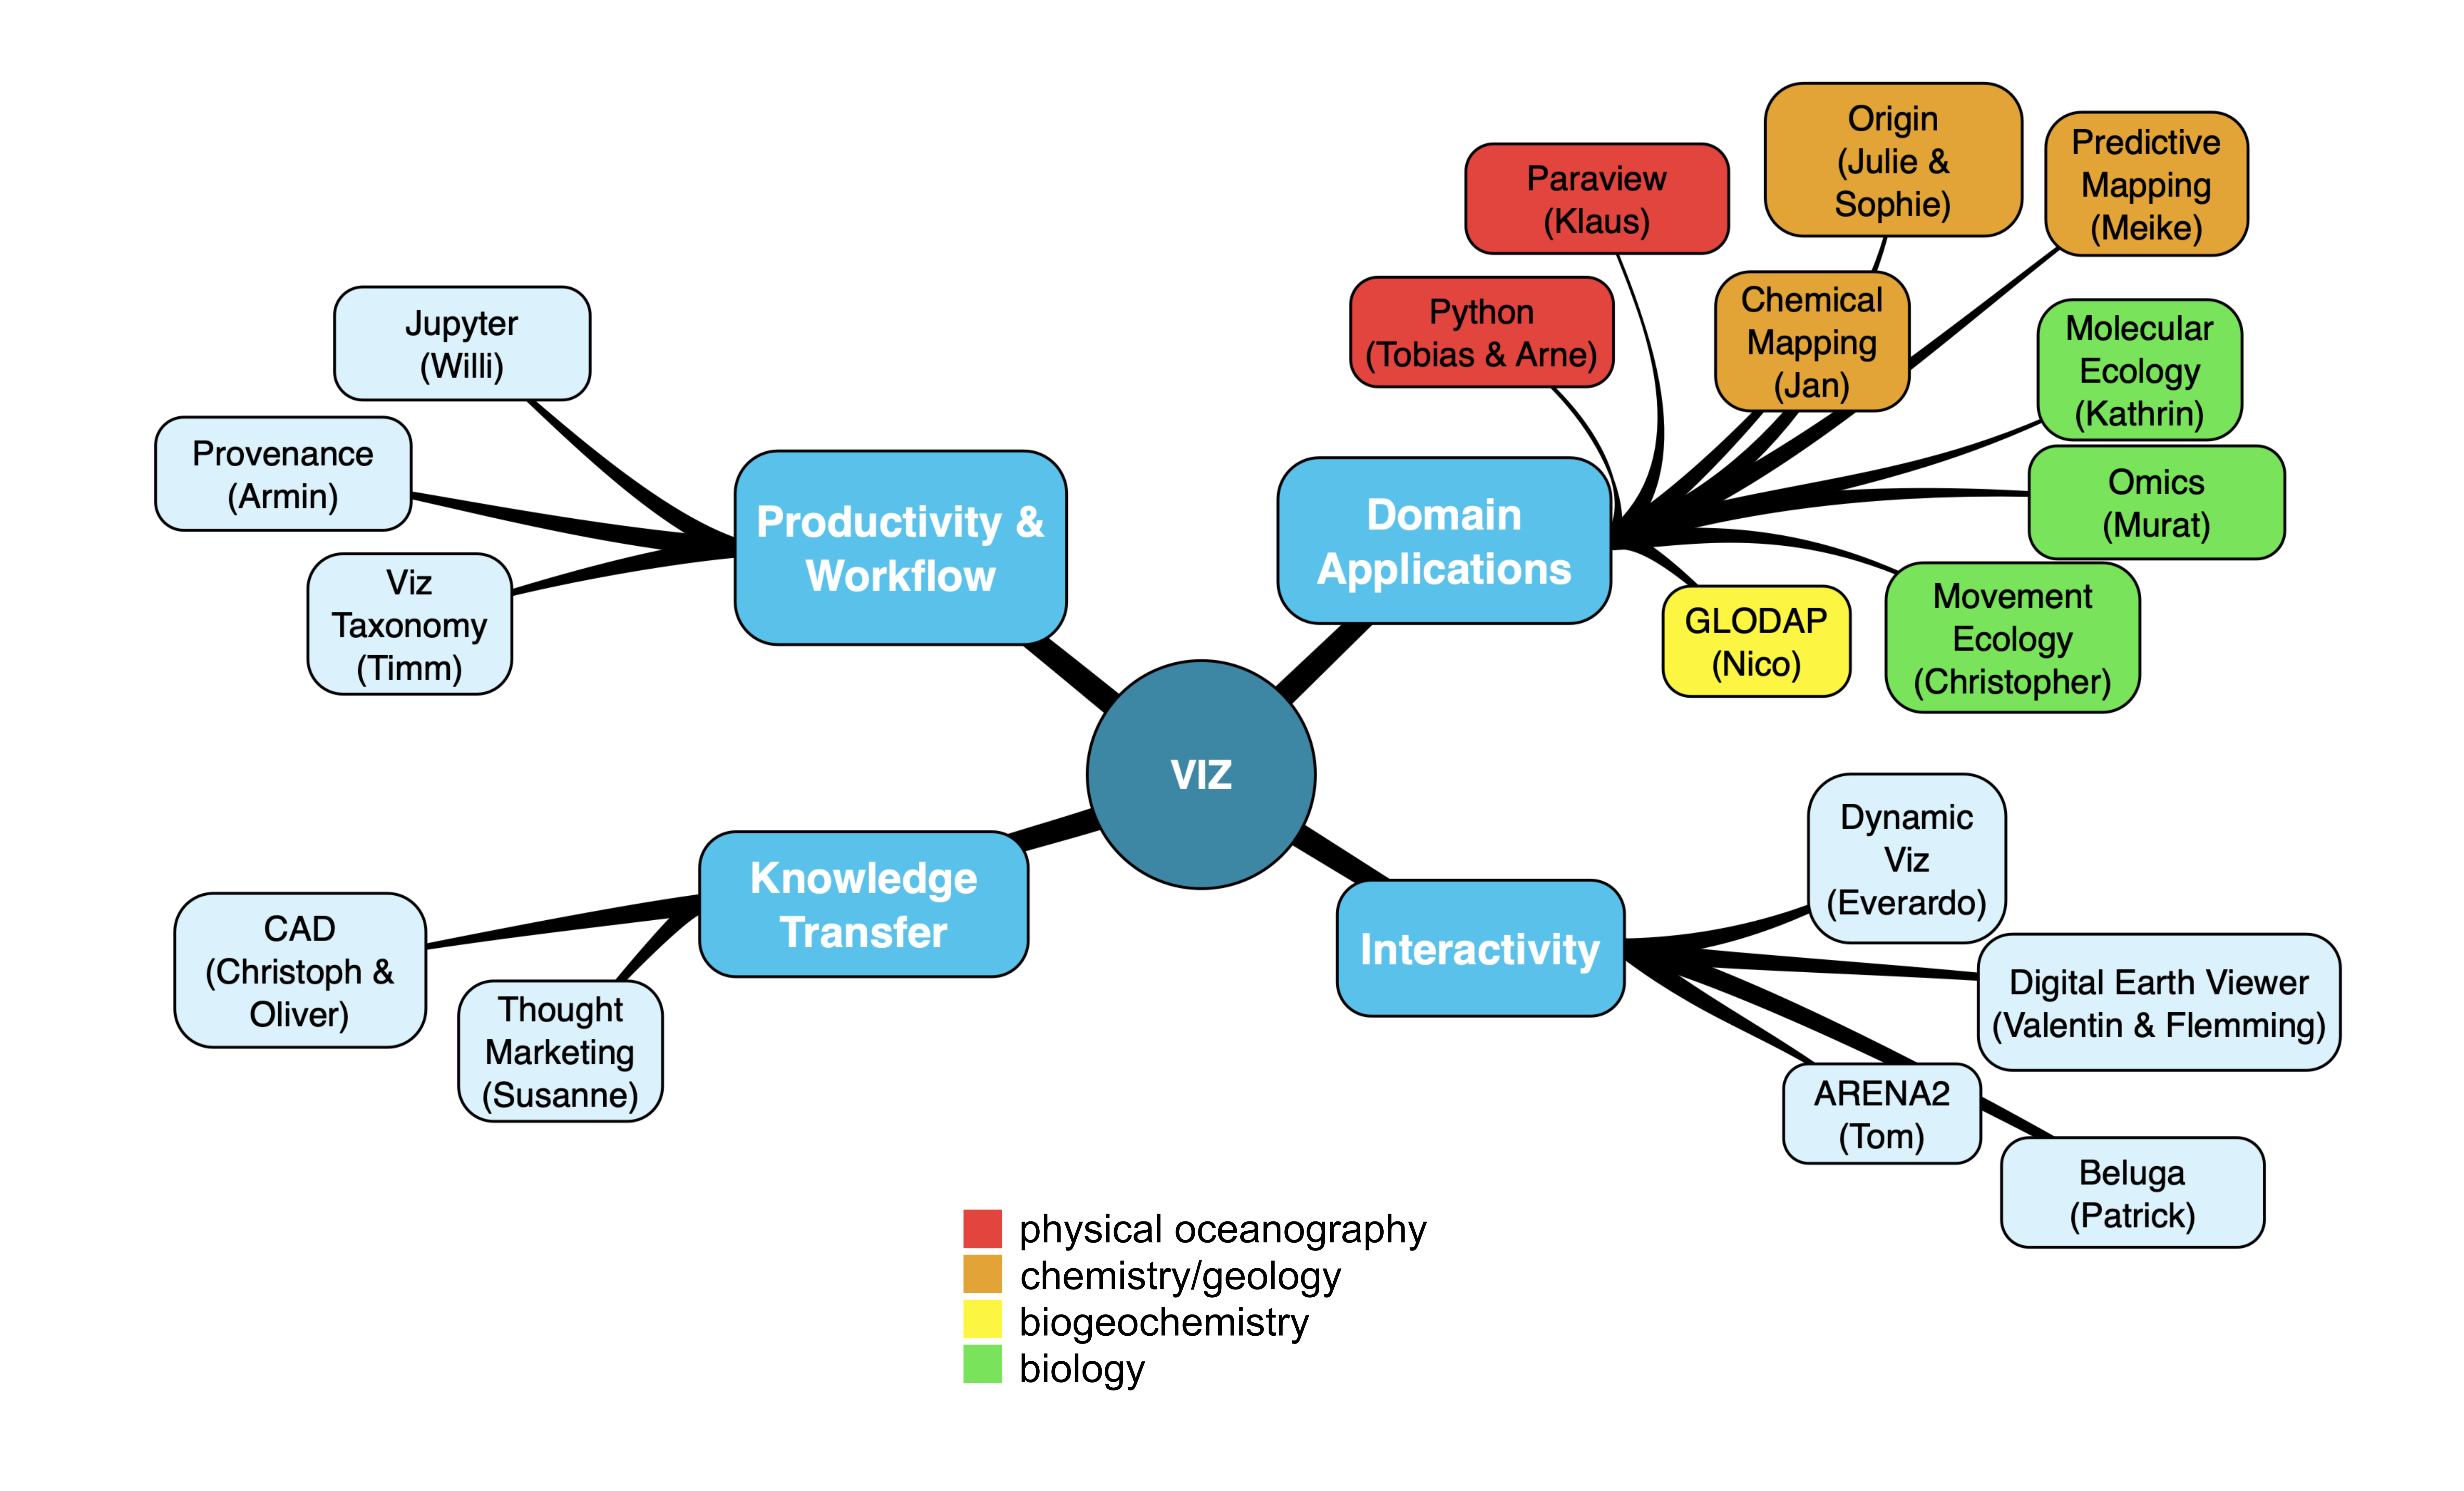 Origin
(Julie &
Sophie)
Predictive
Mapping
(Meike)
Paraview
(Klaus)
Python
(Tobias & Arne)
Chemical
Mapping
(Jan)
Molecular
Ecology
(Kathrin)
Omics
(Murat)
Movement
Ecology
(Christopher)
GLODAP
(Nico)
Domain
Applications
Jupyter
(Willi)
Provenance
(Armin)
Viz
Taxonomy
(Timm)
Productivity &
Workflow
VIZ
Knowledge
Transfer
CAD
(Christoph &
Oliver)
Thought
Marketing
(Susanne)
Interactivity
Dynamic
Viz
(Everardo)
Digital Earth Viewer
(Valentin & Flemming)
ARENA2
(Tom)
Beluga
(Patrick)
physical oceanography
chemistry/geology
biogeochemistry
biology